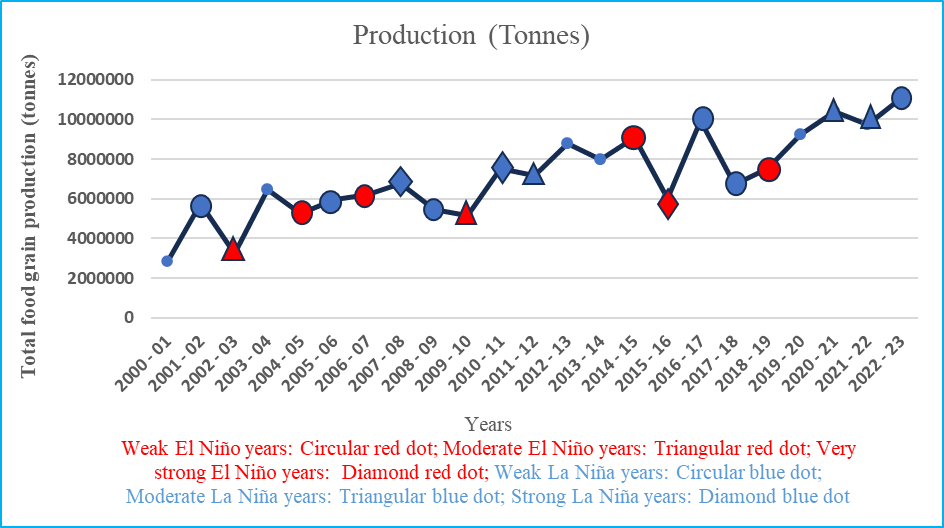 Production (Tonnes)
Total food grain production (tonnes)
12000000
10000000
8000000
6000000
4000000
2000000
0
2000 - 01
2001 - 02
2002 - 03
2003 - 04
2004 - 05
2005 - 06
2006 - 07
2007 - 08
2008 - 09
2009 - 10
2010 - 11
2011 - 12
2012 - 13
2013 - 14
2014 - 15
2015 - 16
2016 - 17
2017 - 18
2018 - 19
2019 - 20
2020 - 21
2021 - 22
2022 - 23
Years
Weak El Niño years: Circular red dot; Moderate El Niño years: Triangular red dot; Very
strong El Niño years: Diamond red dot; Weak La Niña years: Circular blue dot;
Moderate La Niña years: Triangular blue dot; Strong La Niña years: Diamond blue dot